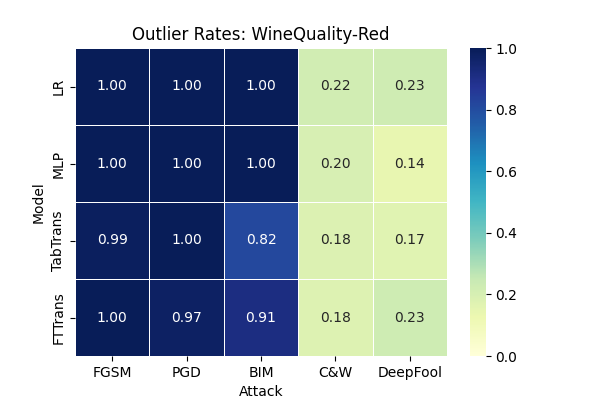 Outlier Rates: WineQuality-Red
Model
LR
1.00 1.00 1.00 0.22 0.23
MLP
1.00 1.00 1.00 0.20 0.14
TabTrans
0.99 1.00 0.82 0.18 0.17
FTTrans
1.00 0.97 0.91 0.18 0.23
FGSM PGD BIM C&W DeepFool
Attack
1.0
0.8
0.6
0.4
0.2
0.0